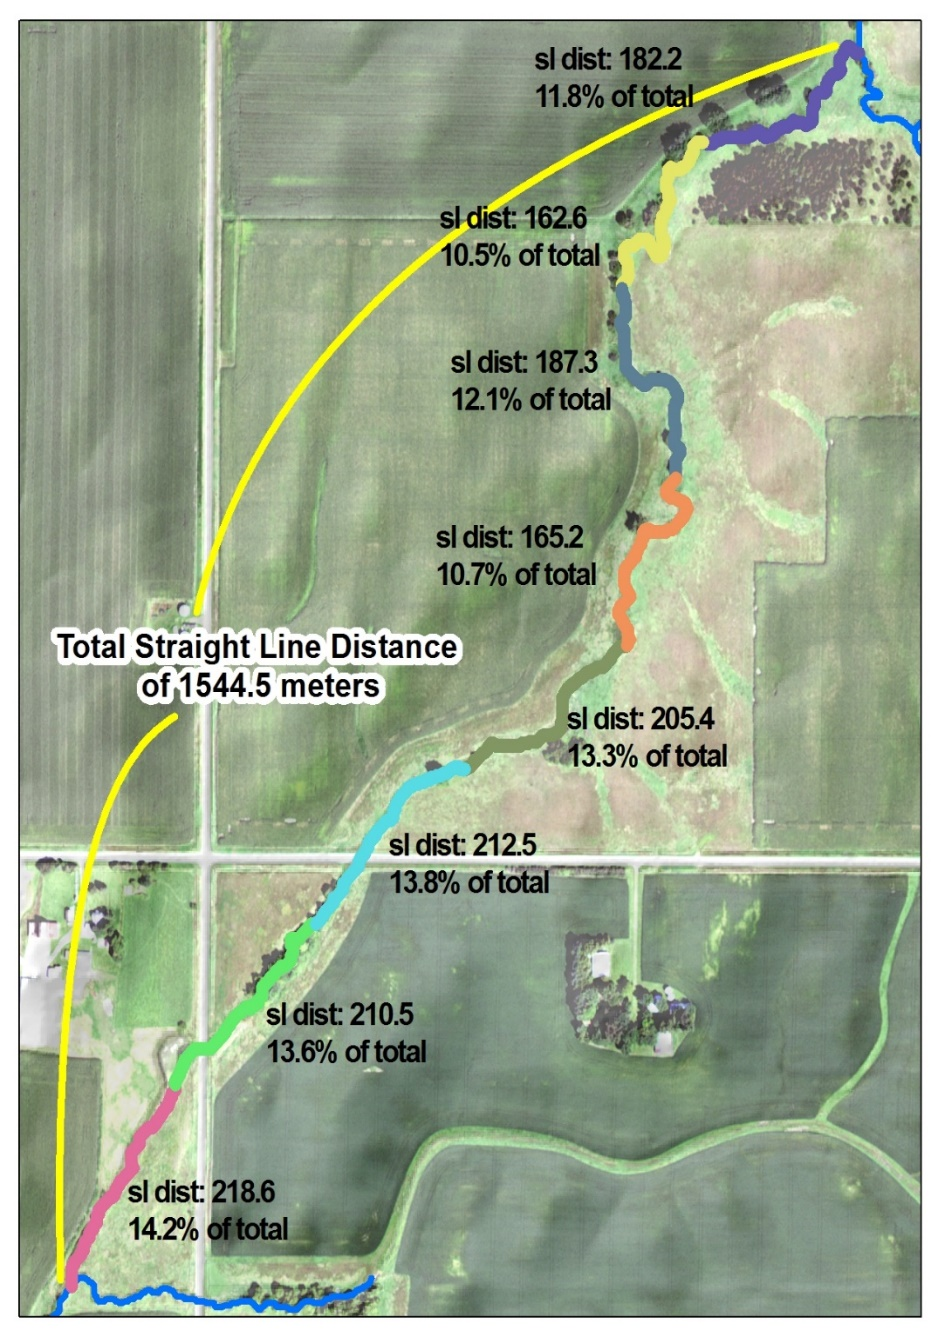 sl dist: 182.2
11.8% of total
sl dist: 162.6
10.5% of total
sl dist: 187.3
12.1% of total
sl dist: 165.2
10.7% of total
Total Straight Line Distance
of 1544.5 meters
sl dist: 205.4
13.3% of total
sl dist: 212.5
13.8% of total
sl dist: 210.5
13.6% of total
sl dist: 218.6
14.2% of total